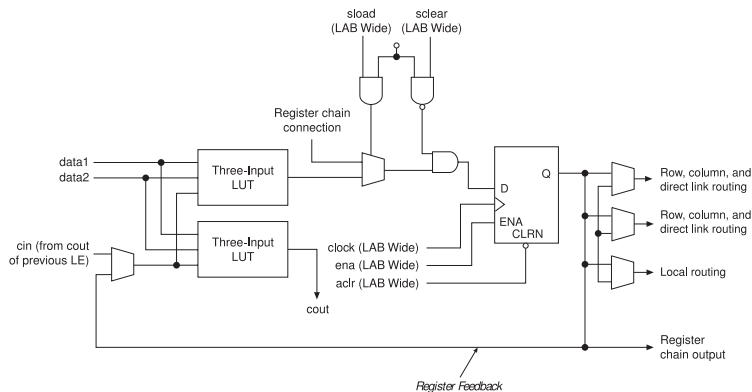 sload
(LAB Wide)
sclear
(LAB Wide)
Register chain
connection
data1
data2
Three-Input
LUT
Three-Input
LUT
cin (from cout
of previous LE)
cout
clock (LAB Wide)
ena (LAB Wide)
aclr (LAB Wide)
D
Q
ENA
CLRN
Row, column, and
direct link routing
Row, column, and
direct link routing
Local routing
Register
chain output
Register Feedback